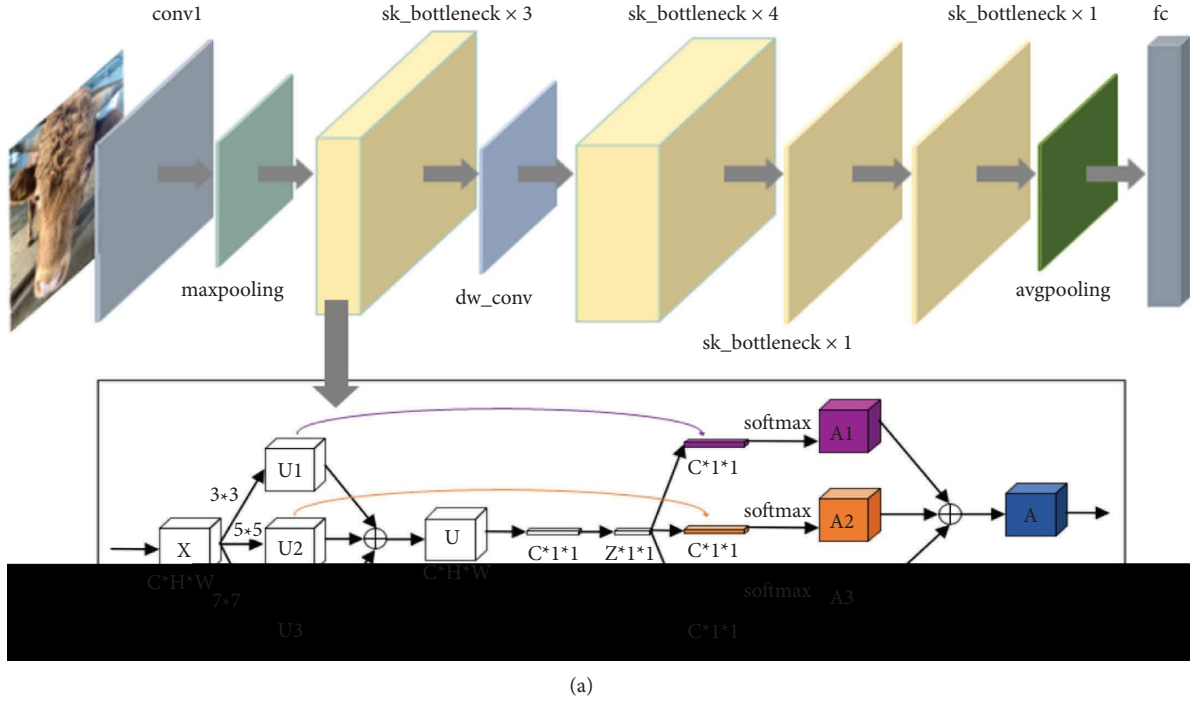 conv1
sk_bottleneck × 3
sk_bottleneck × 4
sk_bottleneck × 1
fc
maxpooling
dw_conv
avgpooling
sk_bottleneck × 1
softmax
A1
U1
C*1*1
3*3
softmax
5*5
U2
A2
A
X
U
C*1*1
Z*1*1
C*1*1
C*H*W
C*H*W
7*7
softmax
A3
U3
C*1*1
(a)